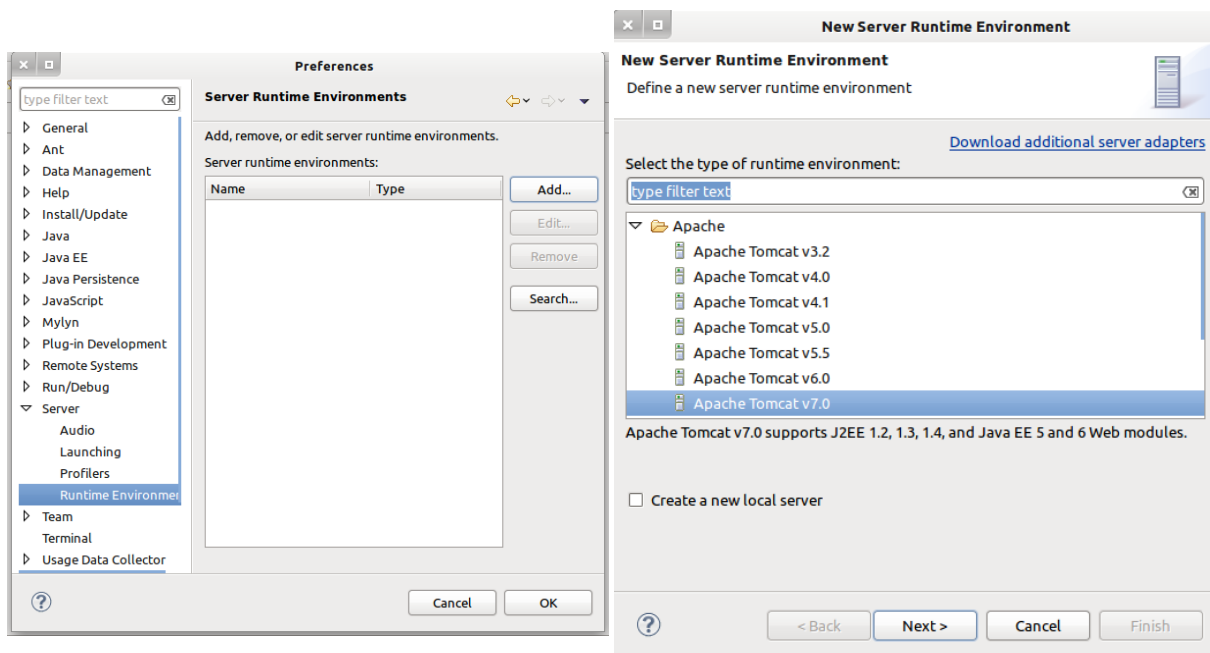 Preferences
type filter text
General
Ant
Data Management
Help
Install/Update
Java
Java EE
Java Persistence
JavaScript
Mylyn
Plug-in Development
Remote Systems
Run/Debug
Server
Audio
Launching
Profilers
Runtime Environmen
Team
Terminal
Usage Data Collector
Server Runtime Environments
Add, remove, or edit server runtime environments.
Server runtime environments:
Name Type
Add...
Edit...
Remove
Search...
Cancel OK
New Server Runtime Environment
New Server Runtime Environment
Define a new server runtime environment
Download additional server adapters
Select the type of runtime environment:
type filter text
Apache
Apache Tomcat v3.2
Apache Tomcat v4.0
Apache Tomcat v4.1
Apache Tomcat v5.0
Apache Tomcat v5.5
Apache Tomcat v6.0
Apache Tomcat v7.0
Apache Tomcat v7.0 supports J2EE 1.2, 1.3, 1.4, and Java EE 5 and 6 Web modules.
Create a new local server
< Back Next > Cancel Finish